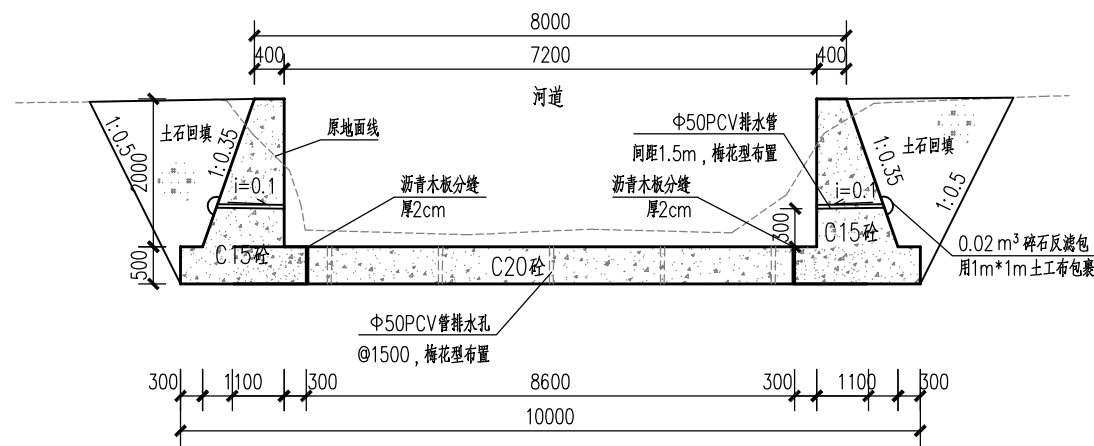 8000
400
7200
400
河道
原地面线
土石回填
1:0.5
1:0.35
2000
i=0.1
沥青木板分缝
厚2cm
沥青木板分缝
厚2cm
Φ50PCV排水管
间距1.5m，梅花型布置
土石回填
1:0.35
1:0.5
i=0.1
300
C15砼
C15砼
C20砼
500
0.02 m³ 碎石反滤包
用1m*1m土工布包裹
Φ50PCV管排水孔
@1500，梅花型布置
300
1100
300
8600
300
1100
300
10000